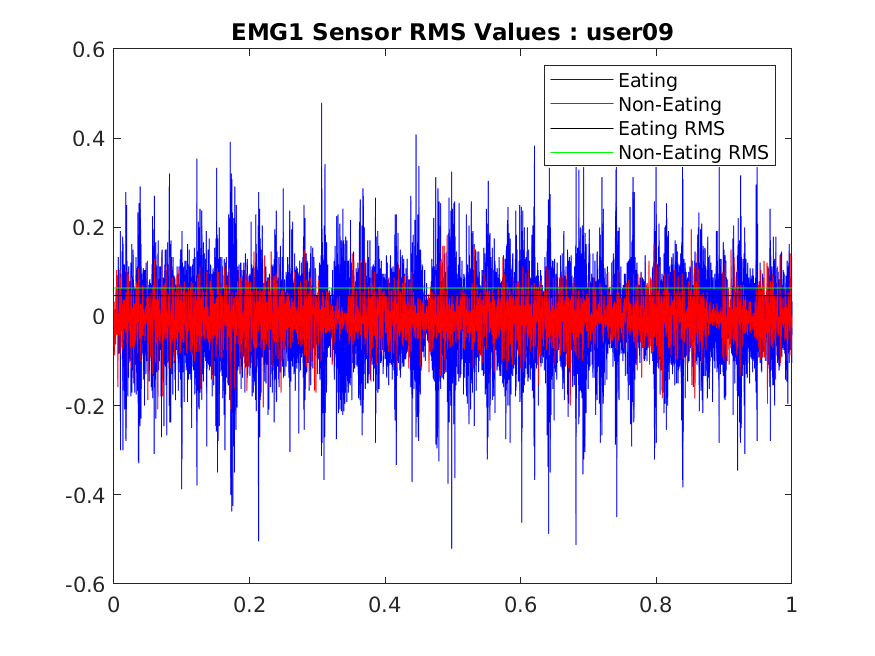 EMG1 Sensor RMS Values : user09
0.6
0.4
0.2
0
-0.2
-0.4
-0.6
Eating
Non-Eating
Eating RMS
Non-Eating RMS
0 0.2 0.4 0.6 0.8 1